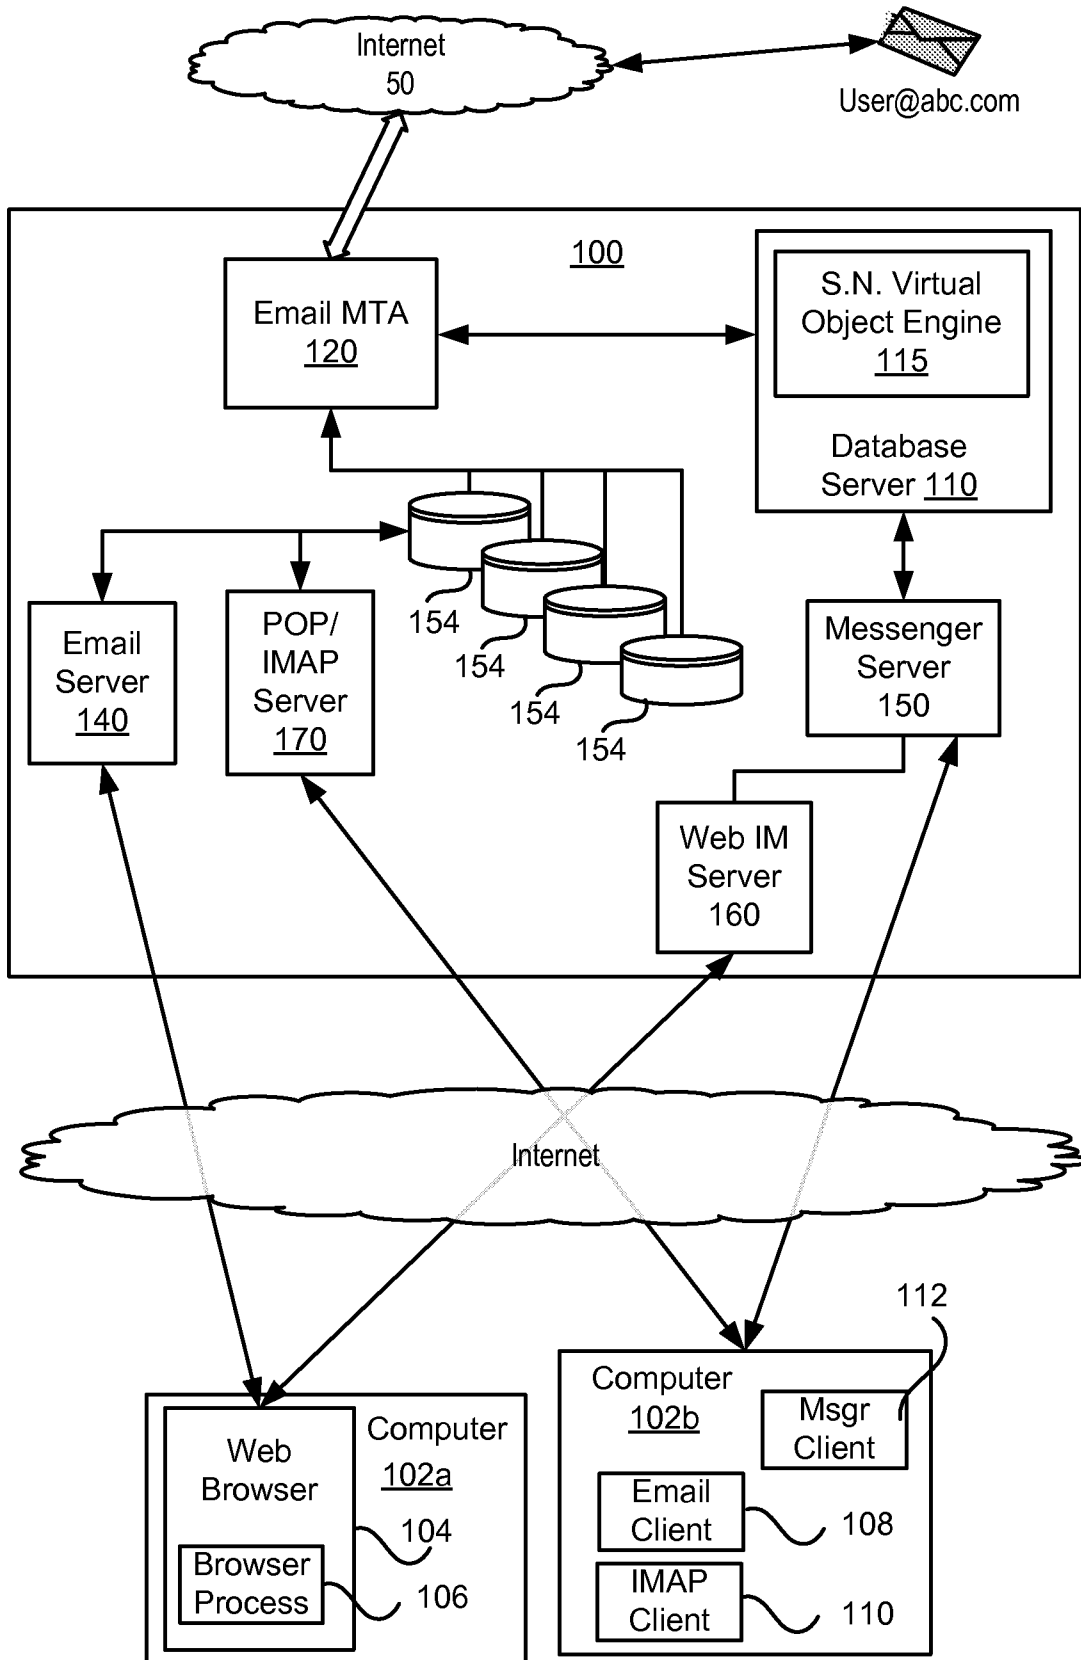 Internet
50
User@abc.com
100
S.N. Virtual
Object Engine
115
Email MTA
120
Database
Server 110
154
154
154
154
Email
Server
140
POP/
IMAP
Server
170
Messenger
Server
150
Web IM
Server
160
Internet
112
Computer
102b
Msgr
Client
Email
Client
108
IMAP
Client
110
Computer
102a
Web
Browser
104
Browser
Process
106